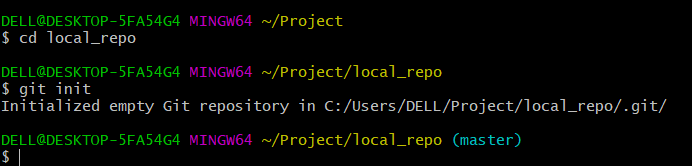 DELL@DESKTOP-5FA54G4 MINGW64 ~/Project
$ cd local_repo
DELL@DESKTOP-5FA54G4 MINGW64 ~/Project/local_repo
$ git init
Initialized empty Git repository in C:/Users/DELL/Project/local_repo/.git/
DELL@DESKTOP-5FA54G4 MINGW64 ~/Project/local_repo (master)
$